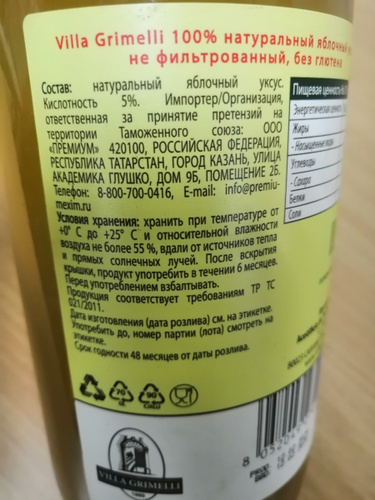 Villa Grimelli 100% натуральный яблочный
не фильтрованный, без глютена
Состав: натуральный яблочный уксус.
Кислотность 5%. Импортер/Организация,
ответственная за принятие претензий на
территории Таможенного союза: ООО
«ПРЕМИУМ» 420100, РОССИЙСКАЯ ФЕДЕРАЦИЯ,
РЕСПУБЛИКА ТАТАРСТАН, ГОРОД КАЗАНЬ, УЛИЦА
АКАДЕМИКА ГЛУШКО, ДОМ 9Б, ПОМЕЩЕНИЕ 2Б.
Телефон: 8-800-700-0416, E-mail: info@premiu-
mexim.ru
Условия хранения: хранить при температуре от
+0° C до +25° C и относительной влажности
воздуха не более 55 %, вдали от источников тепла
и прямых солнечных лучей. После вскрытия
крышки, продукт употребить в течении 6 месяцев.
Перед употреблением взбалтывать.
Продукция соответствует требованиям ТР ТС
021/2011.
Дата изготовления (дата розлива) см. на этикетке.
Употребить до, номер партии (лота) смотреть на
этикетке.
Срок годности 48 месяцев от даты розлива.
Пищевая ценность
Энергетическая
Жиры
- Насыщенные
Углеводы
- Сахара
Белки
Соли
70
90
C/ALU
VILLA GRIMELLI